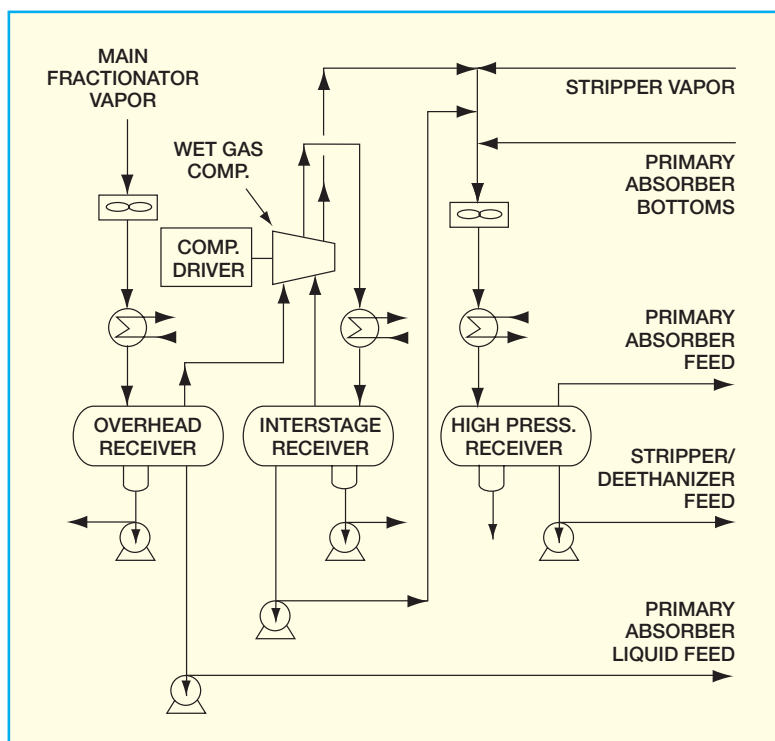 MAIN
FRACTIONATOR
VAPOR
WET GAS
COMP.
COMP.
DRIVER
STRIPPER VAPOR
PRIMARY
ABSORBER
BOTTOMS
PRIMARY
ABSORBER
FEED
OVERHEAD
RECEIVER
INTERSTAGE
RECEIVER
HIGH PRESS.
RECEIVER
STRIPPER/
DEETHANIZER
FEED
PRIMARY
ABSORBER
LIQUID FEED